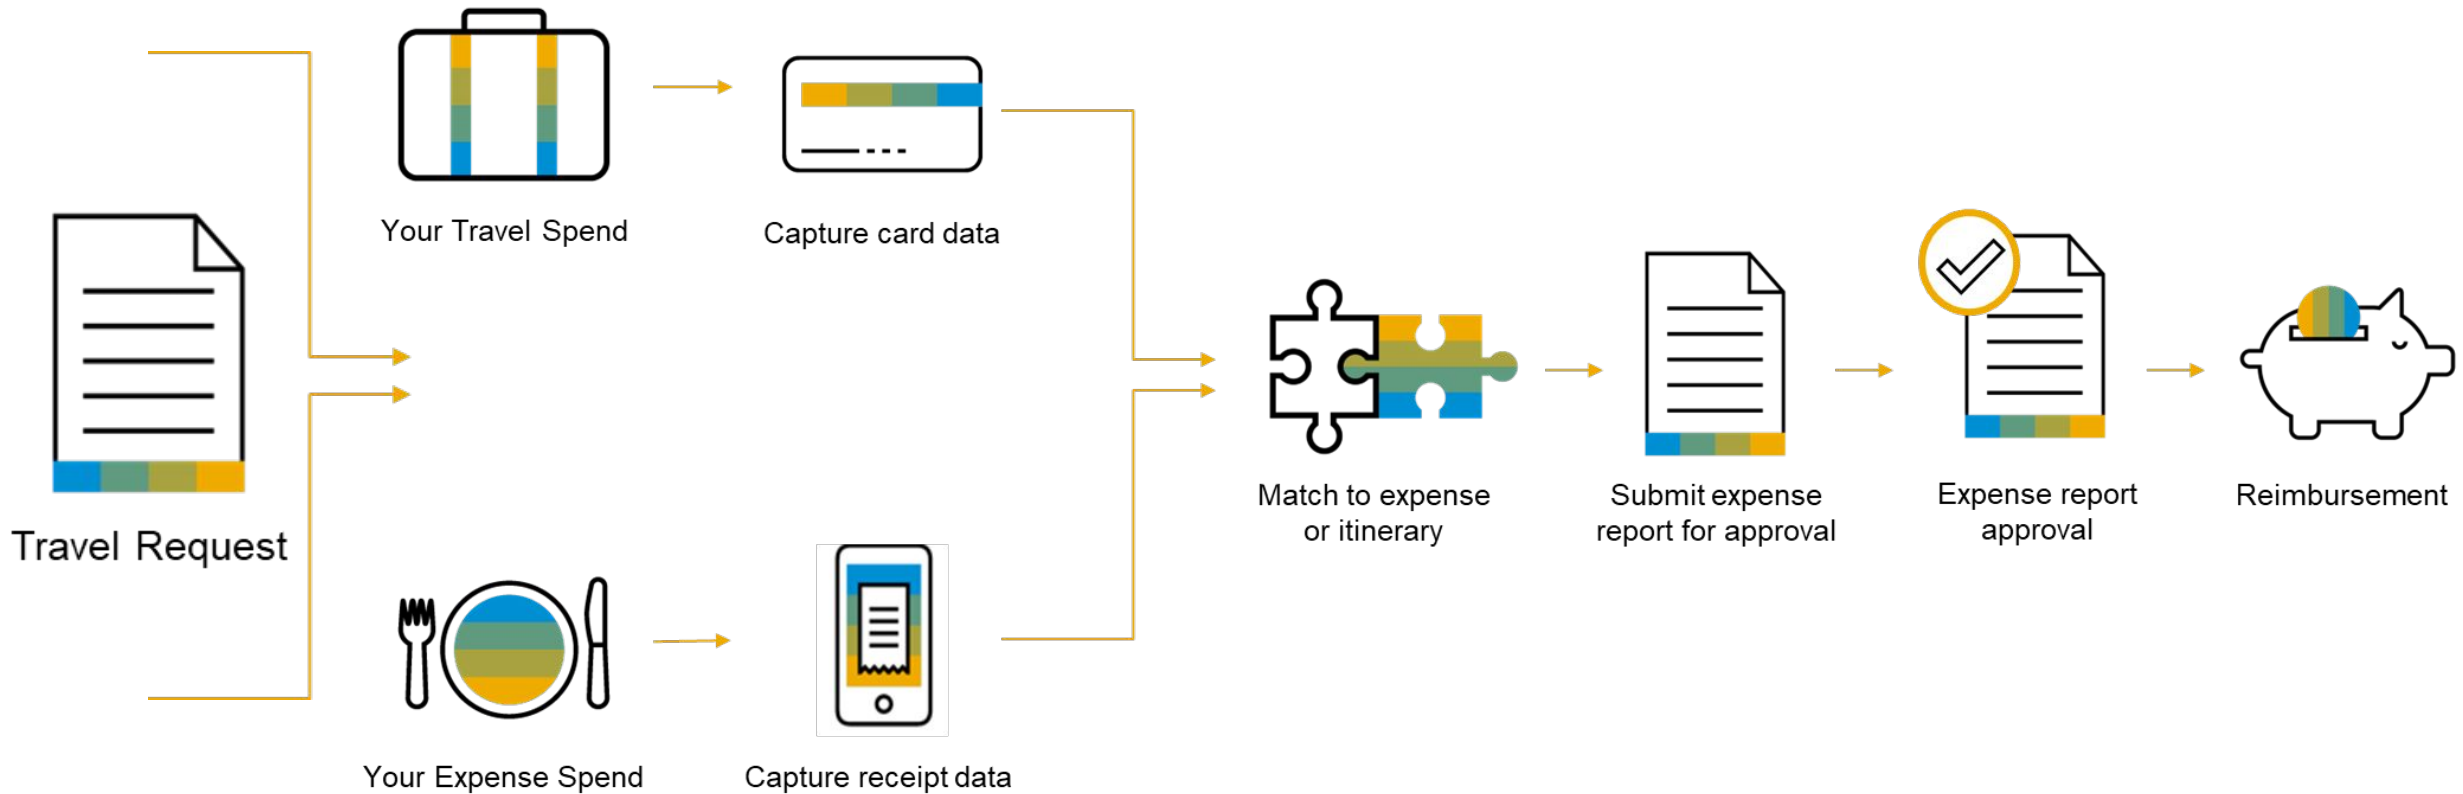 Travel Request
Your Travel Spend
Capture card data
Your Expense Spend
Capture receipt data
Match to expense
or itinerary
Submit expense
report for approval
Expense report
approval
Reimbursement